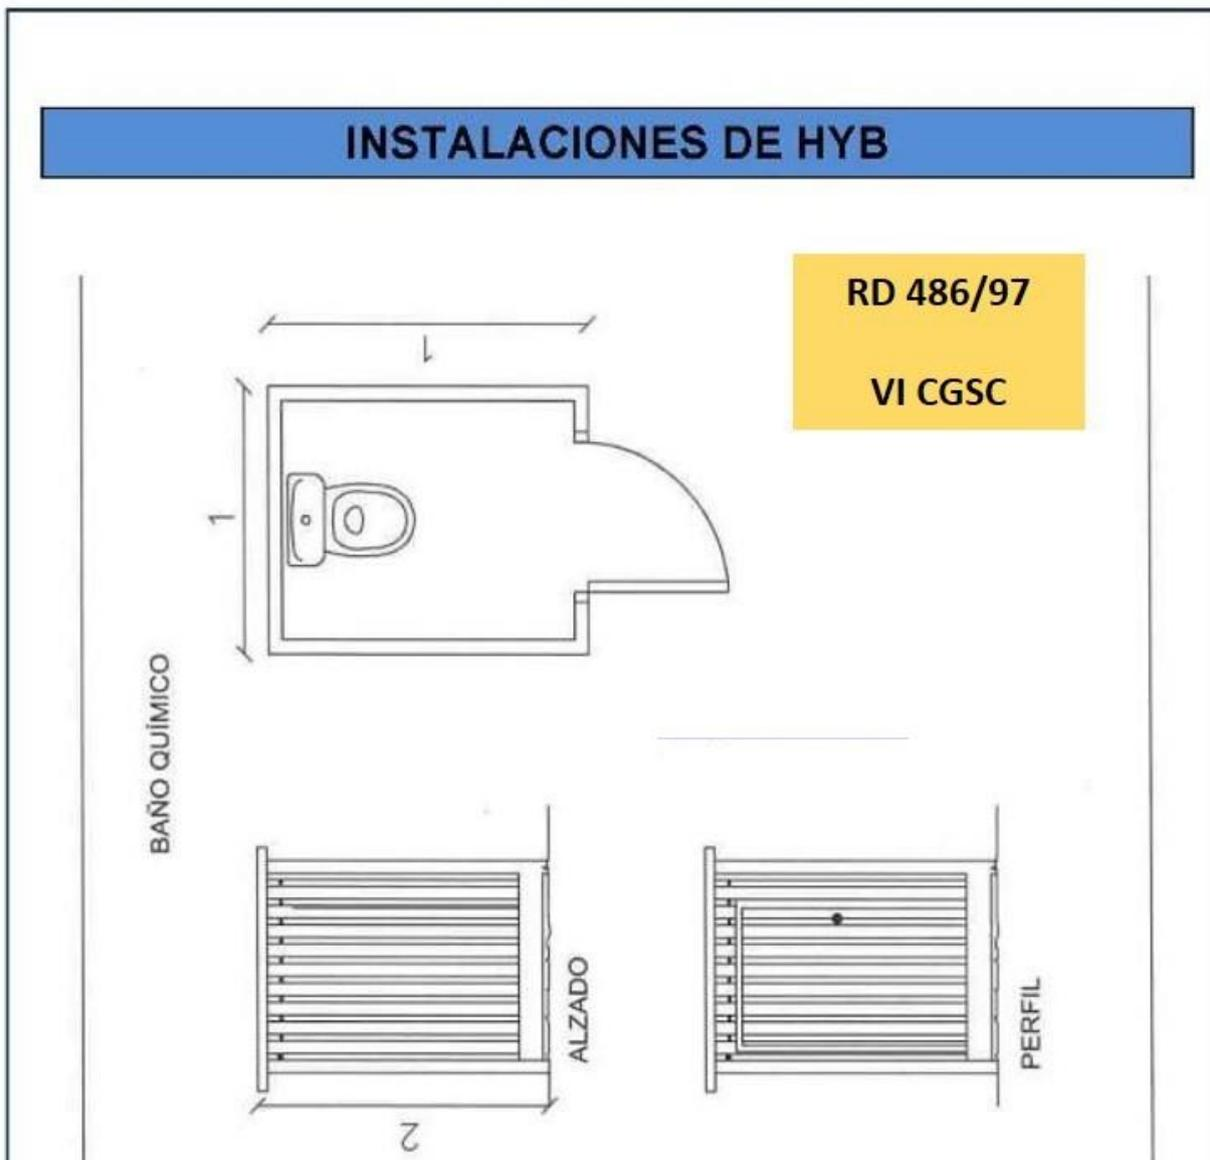 INSTALACIONES DE HYB
RD 486/97
VI CGSC
1
1
BAÑO QUÍMICO
ALZADO
PERFIL
2